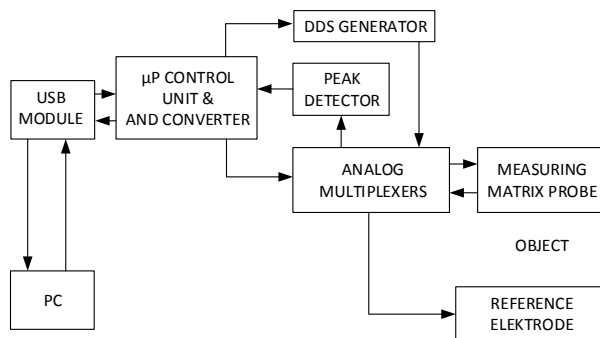 DDS GENERATOR
µP CONTROL
UNIT &
AND CONVERTER
PEAK
DETECTOR
USB
MODULE
ANALOG
MULTIPLEXERS
MEASURING
MATRIX PROBE
OBJECT
PC
REFERENCE
ELEKTRODE